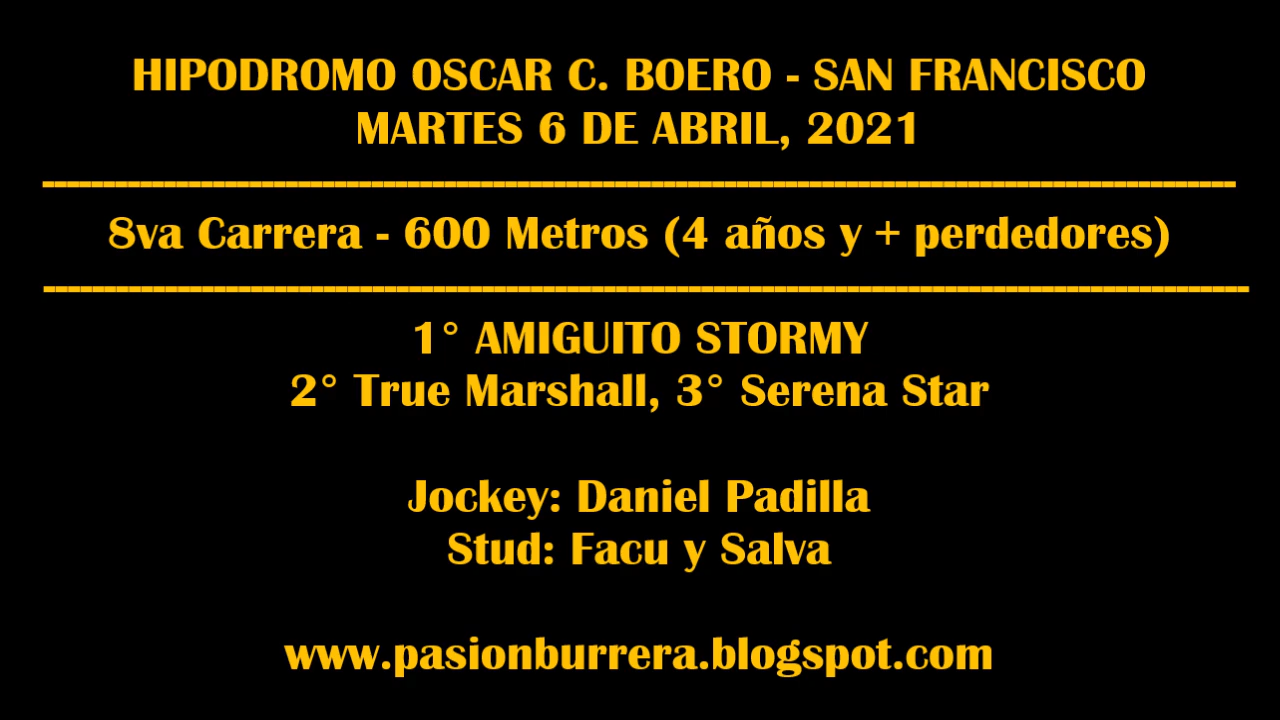 HIPODROMO OSCAR C. BOERO - SAN FRANCISCO
MARTES 6 DE ABRIL, 2021
8va Carrera - 600 Metros (4 años y + perdedores)
1° AMIGUITO STORMY
2° True Marshall, 3° Serena Star
Jockey: Daniel Padilla
Stud: Facu y Salva
www.pasionburrera.blogspot.com